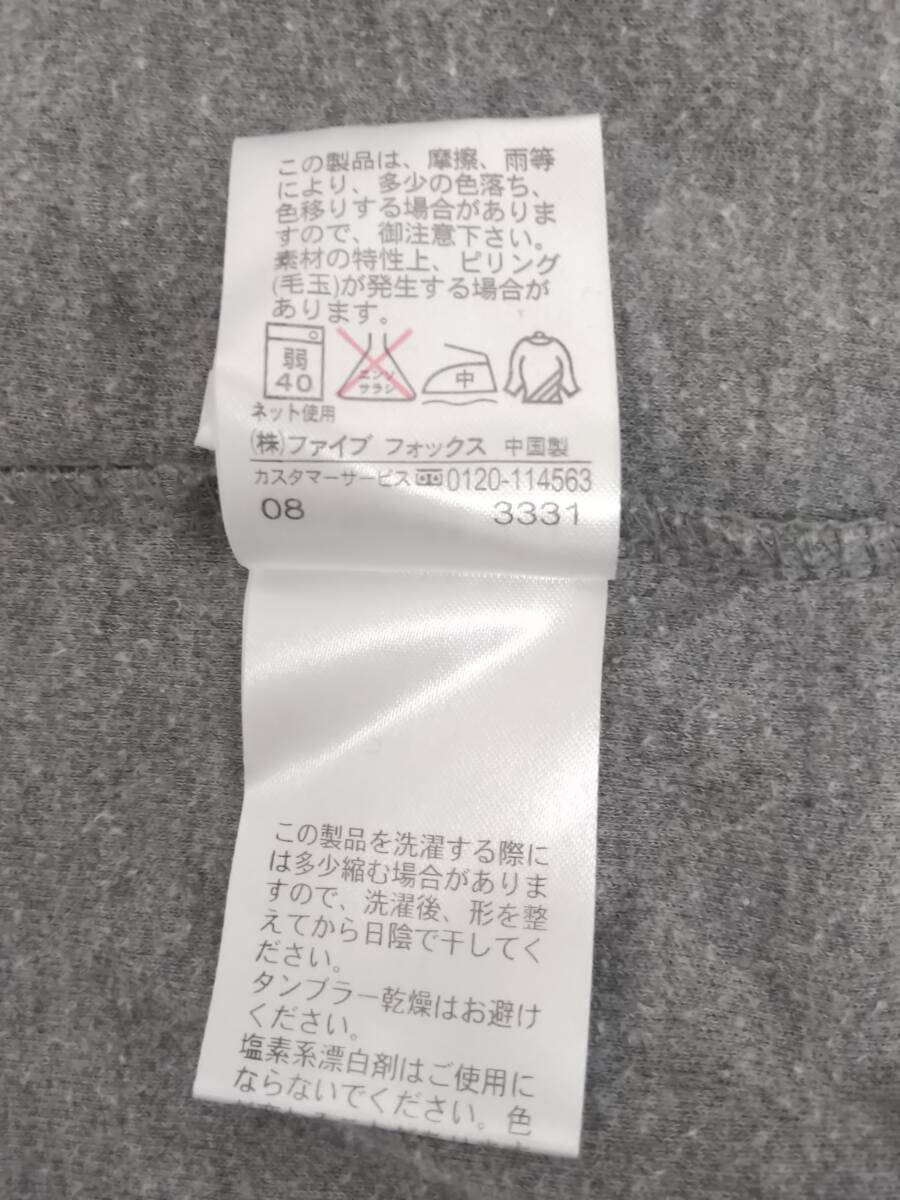 この製品は、摩擦、雨等
により、多少の色落ち、
色移りする場合がありま
すので、御注意下さい。
素材の特性上、ピリング
(毛玉)が発生する場合が
あります。
弱
40
エンソ
サラシ
中
ネット使用
(株)ファイブ フォックス 中国製
カスタマーサービス 0120-114563
08 3331
この製品を洗濯する際に
は多少縮む場合がありま
すので、洗濯後、形を整
えてから日陰で干してく
ださい。
タンブラー乾燥はお避け
ください。
塩素系漂白剤はご使用に
ならないでください。色